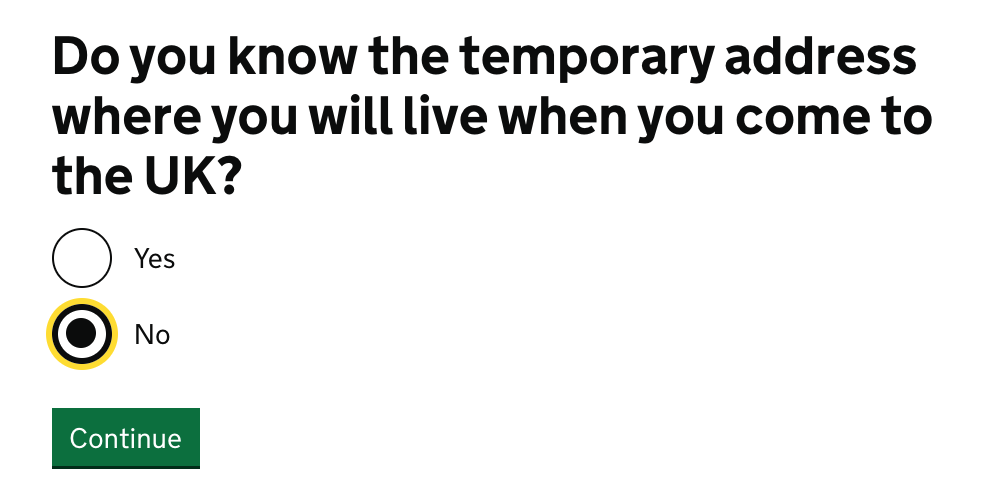 Do you know the temporary address
where you will live when you come to
the UK?
Yes
No
Continue